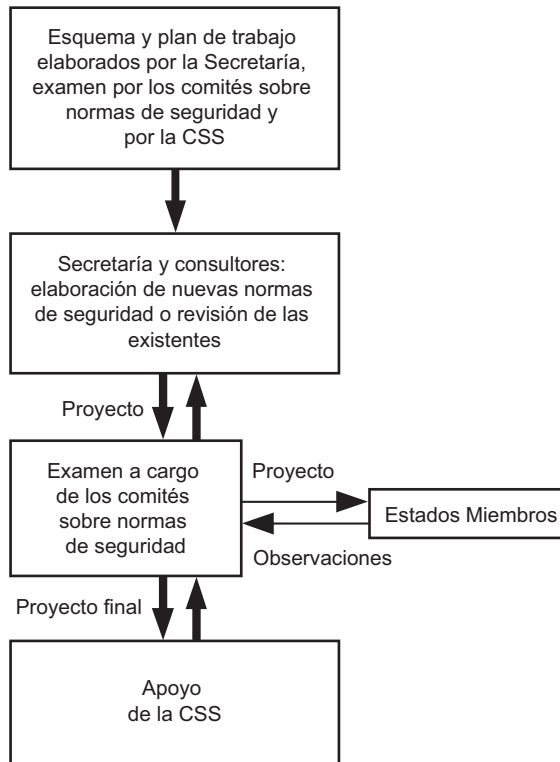 Esquema y plan de trabajo
elaborados por la Secretaría,
examen por los comités sobre
normas de seguridad y
por la CSS
Secretaría y consultores:
elaboración de nuevas normas
de seguridad o revisión de las
existentes
Proyecto
Examen a cargo
de los comités
sobre normas
de seguridad
Proyecto
Estados Miembros
Observaciones
Proyecto final
Apoyo
de la CSS